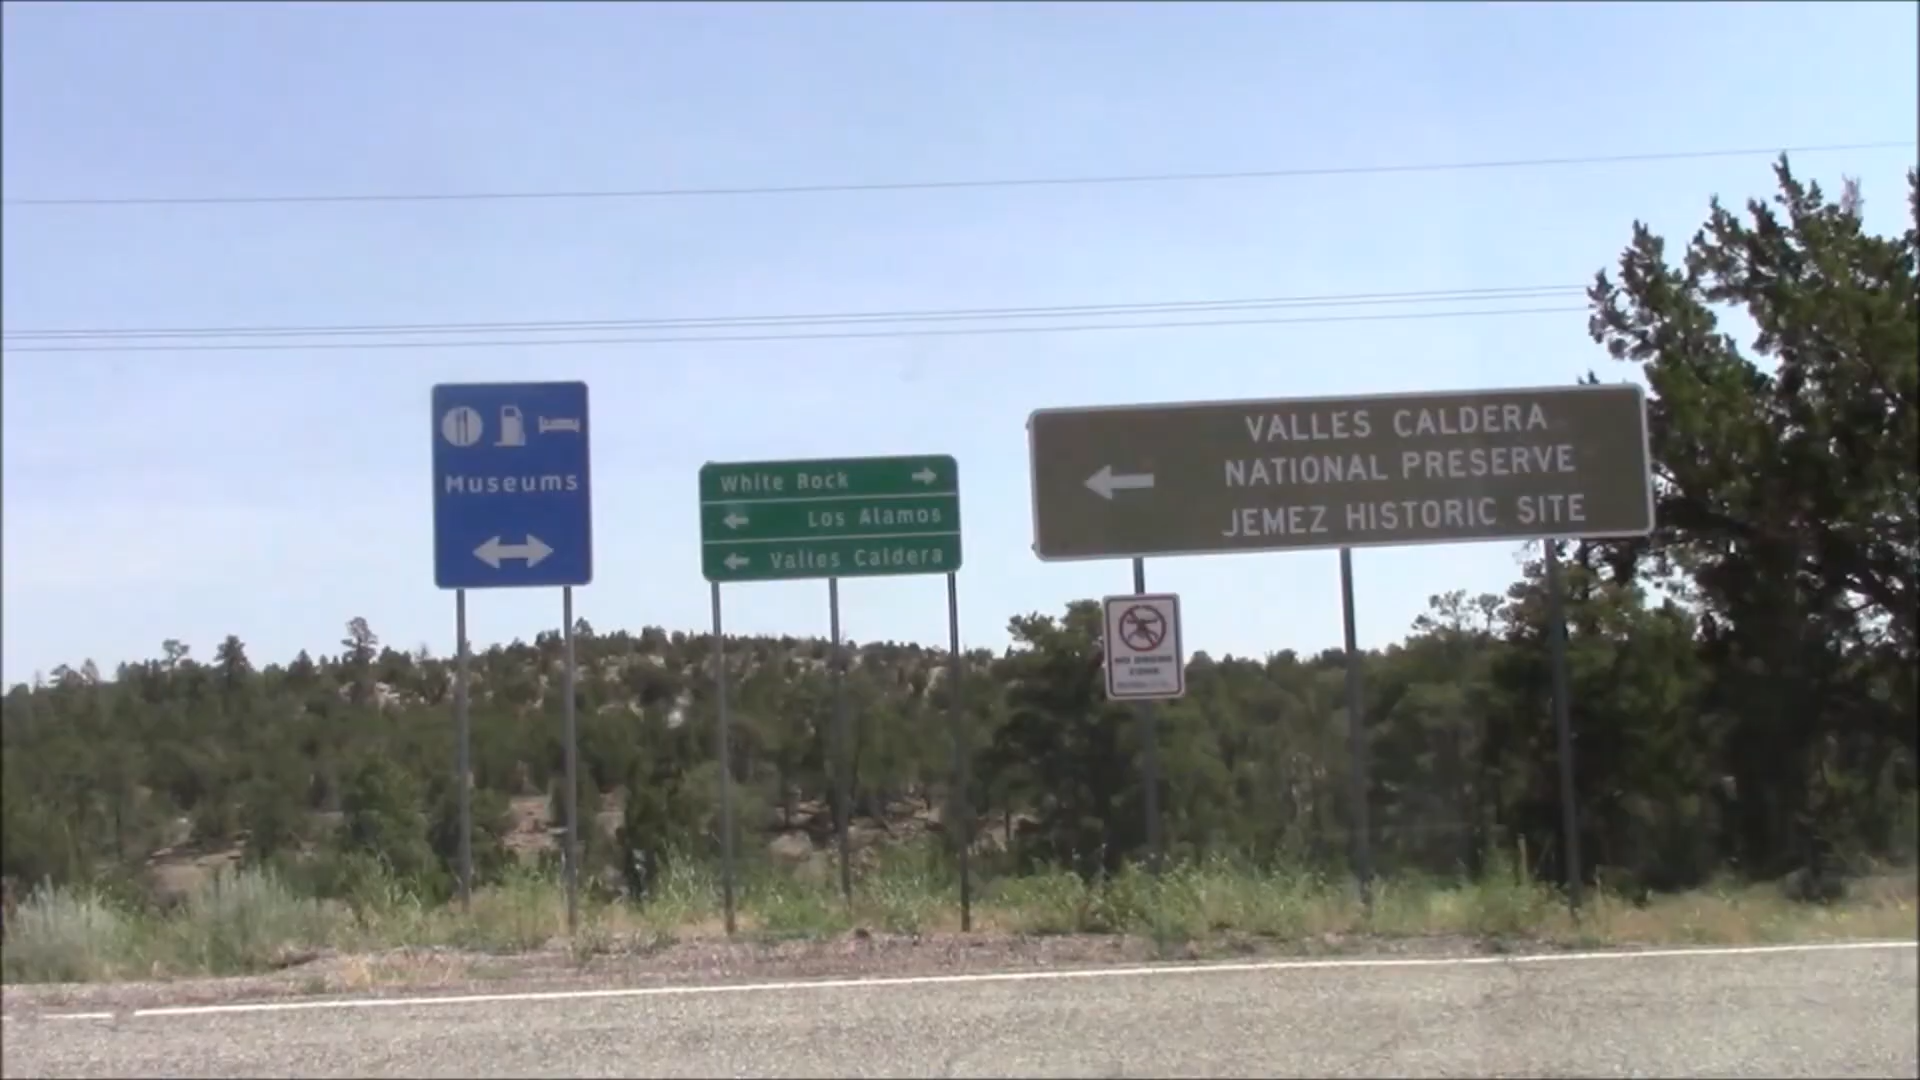 Museums
White Rock
Los Alamos
Valles Caldera
VALLES CALDERA
NATIONAL PRESERVE
JEMEZ HISTORIC SITE